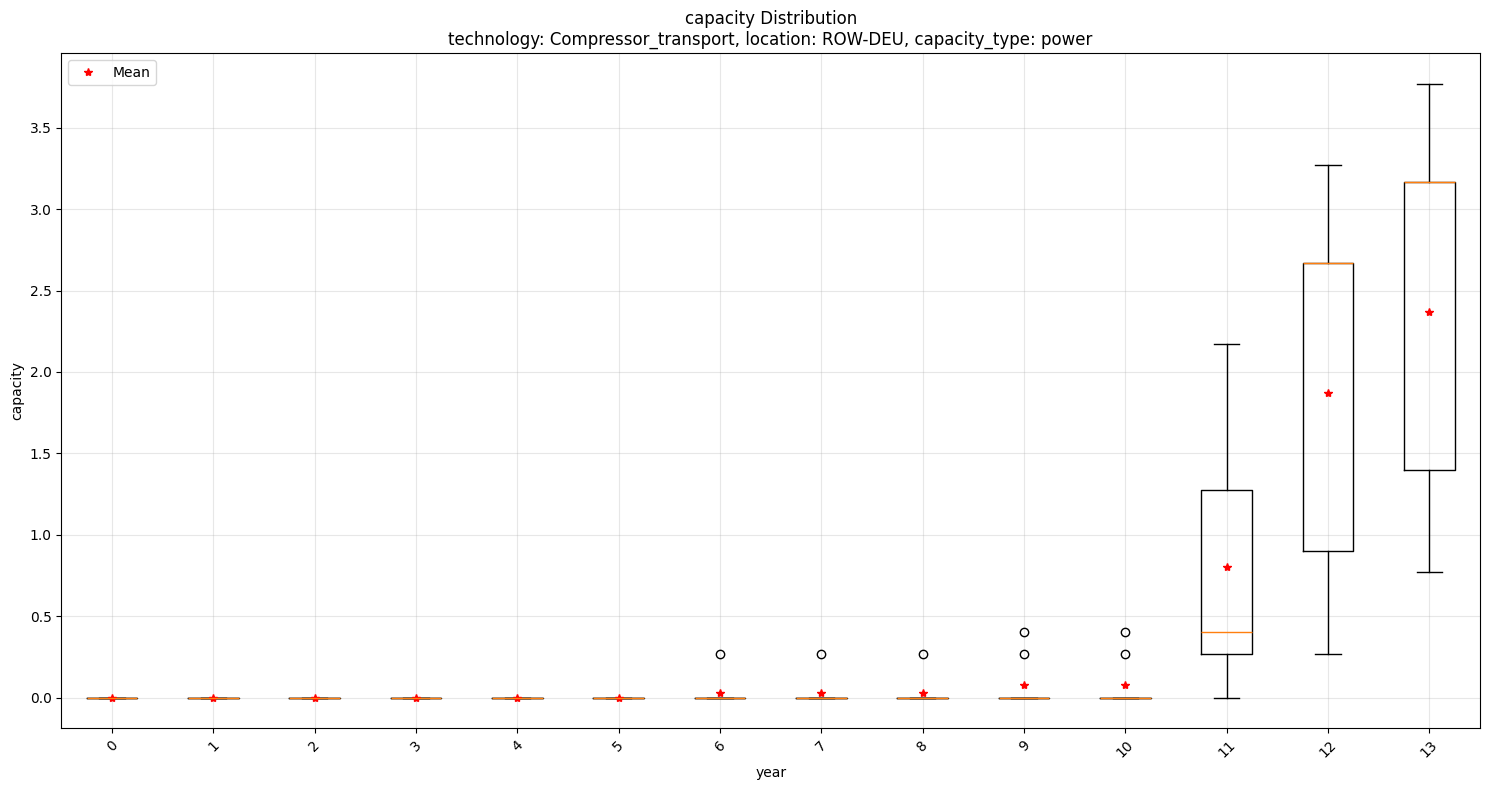 capacity Distribution
technology: Compressor_transport, location: ROW-DEU, capacity_type: power
Mean
capacity
3.5
3.0
2.5
2.0
1.5
1.0
0.5
0.0
0 1 2 3 4 5 6 7 8 9 10 11 12 13
year